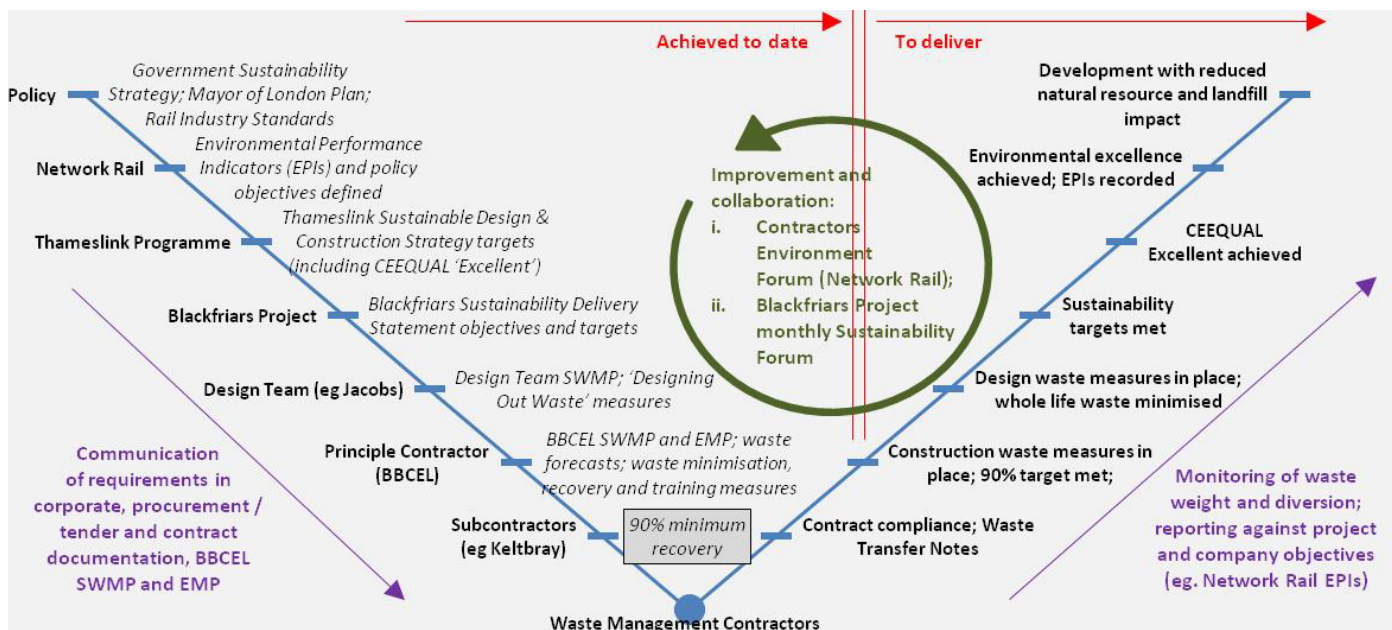 Achieved to date
To deliver
Policy
Government Sustainability
Strategy; Mayor of London Plan;
Rail Industry Standards
Network Rail
Environmental Performance
Indicators (EPIs) and policy
objectives defined
Thameslink Programme
Thameslink Sustainable Design &
Construction Strategy targets
(including CEEQUAL ‘Excellent’)
Blackfriars Project
Blackfriars Sustainability Delivery
Statement objectives and targets
Design Team (eg Jacobs)
Design Team SWMP; ‘Designing
Out Waste’ measures
Principle Contractor
(BBCEL)
BBCEL SWMP and EMP; waste
forecasts; waste minimisation,
recovery and training measures
Subcontractors
(eg Keltbray)
90% minimum
recovery
Waste Management Contractors
Communication
of requirements in
corporate, procurement /
tender and contract
documentation, BBCEL
SWMP and EMP
Improvement and
collaboration:
i. Contractors
Environment
Forum (Network Rail);
ii. Blackfriars Project
monthly Sustainability
Forum
Development with reduced
natural resource and landfill
impact
Environmental excellence
achieved; EPIs recorded
CEEQUAL
Excellent achieved
Sustainability
targets met
Design waste measures in place;
whole life waste minimised
Construction waste measures in
place; 90% target met;
Contract compliance; Waste
Transfer Notes
Monitoring of waste
weight and diversion;
reporting against project
and company objectives
(eg. Network Rail EPIs)